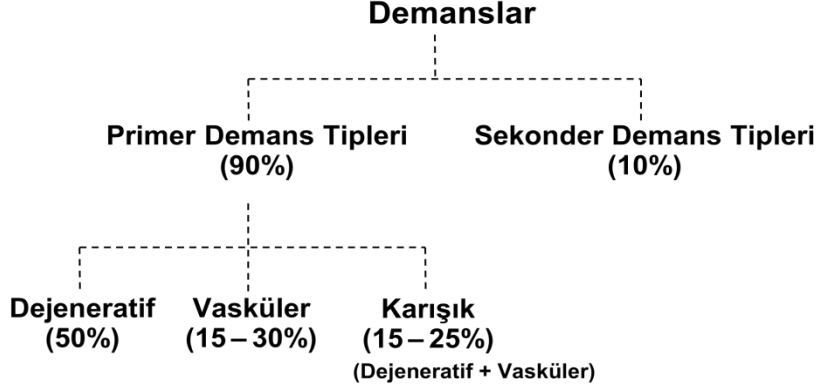 Demanslar
Primer Demans Tipleri
(90%)
Sekonder Demans Tipleri
(10%)
Dejeneratif
(50%)
Vasküler
(15–30%)
Karışık
(15–25%)
(Dejeneratif + Vasküler)